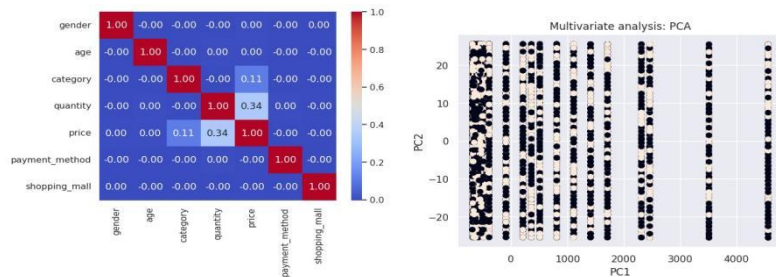 gender 1.00 -0.00 -0.00 -0.00 0.00 -0.00 0.00
age -0.00 1.00 -0.00 0.00 0.00 -0.00 -0.00
category -0.00 -0.00 1.00 -0.00 0.11 -0.00 -0.00
quantity -0.00 0.00 -0.00 1.00 0.34 0.00 -0.00
price 0.00 0.00 0.11 0.34 1.00 -0.00 -0.00
payment_method -0.00 -0.00 -0.00 0.00 -0.00 1.00 -0.00
shopping_mall 0.00 -0.00 -0.00 -0.00 -0.00 -0.00 1.00
gender
age
category
quantity
price
payment_method
shopping_mall
1.0
0.8
0.6
0.4
0.2
0.0
Multivariate analysis: PCA
PC2
20
10
0
−10
−20
0 1000 2000 3000 4000
PC1